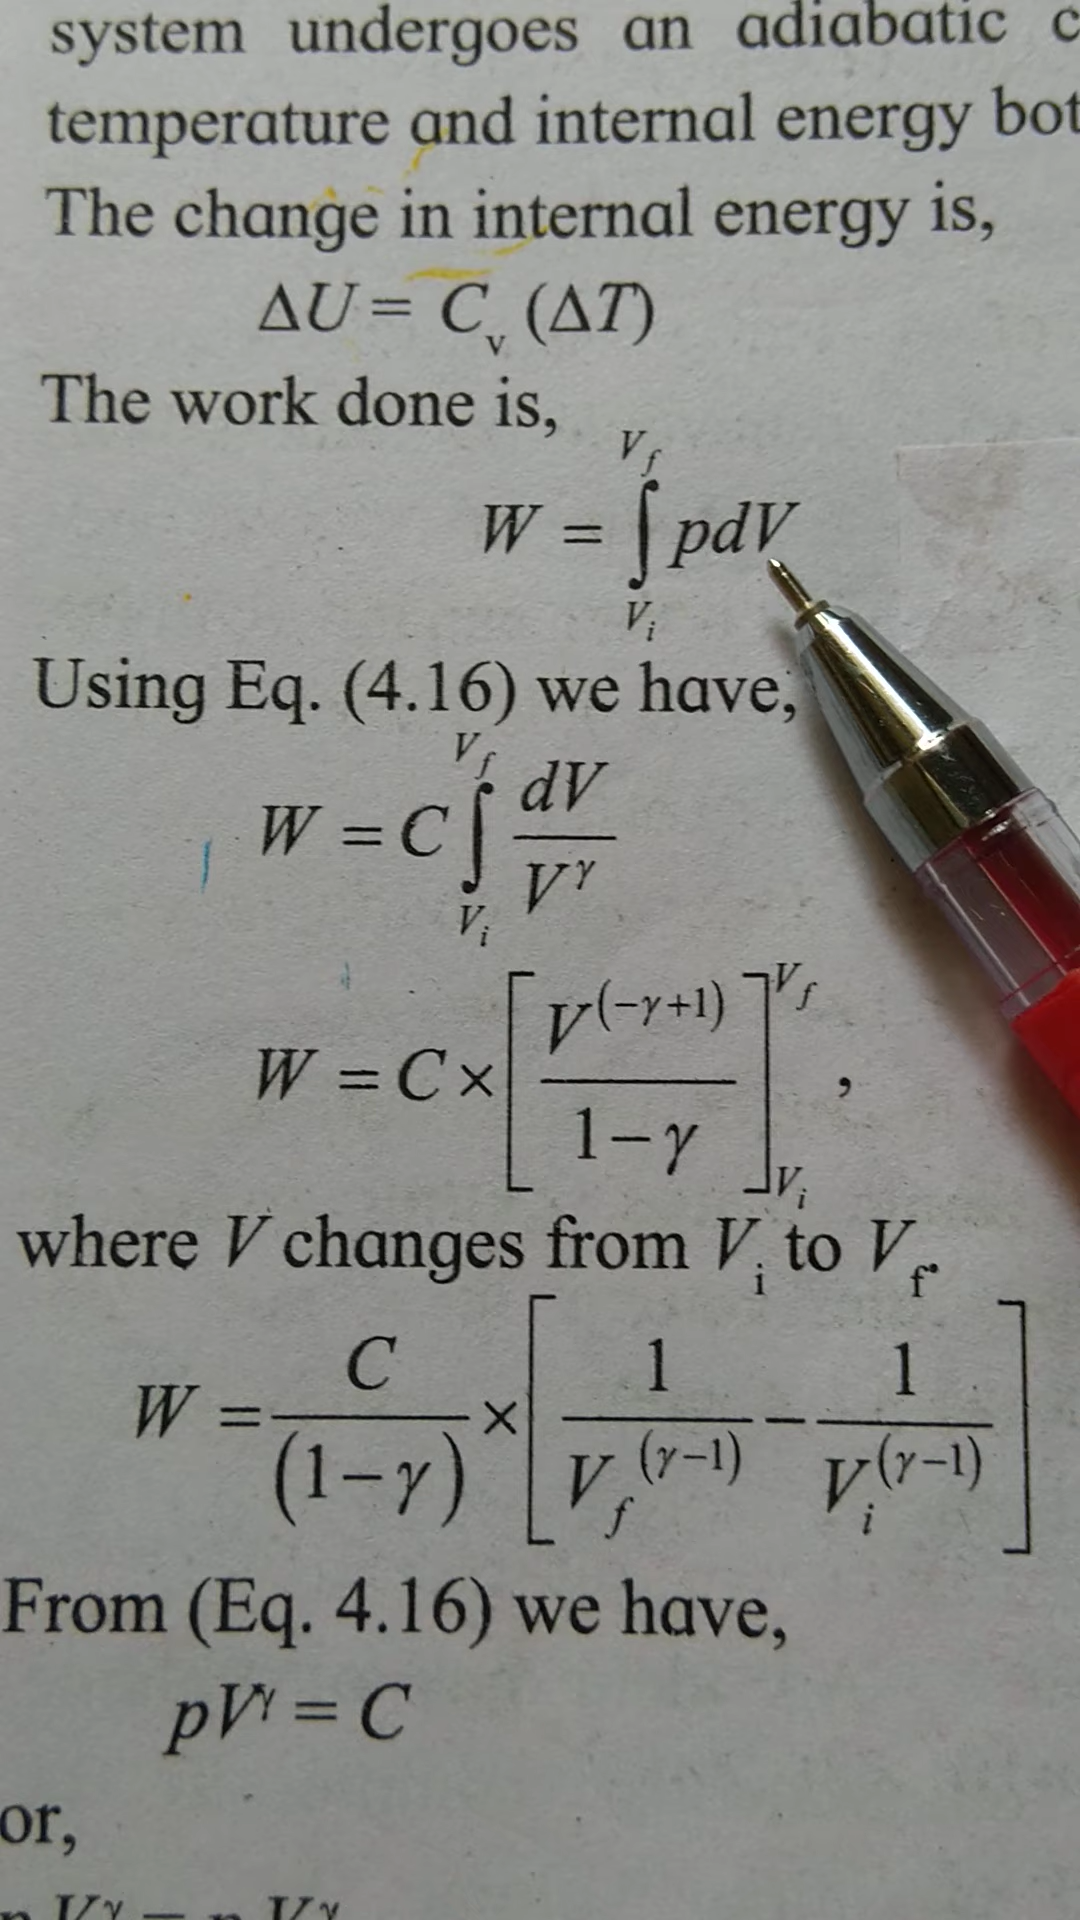 system undergoes an adiabatic
temperature and internal energy
The change in internal energy is,
ΔU = C_v (ΔT)
The work done is,
W = ∫_{V_i}^{V_f} pdV
Using Eq. (4.16) we have,
W = C ∫_{V_i}^{V_f} dV / V^γ
W = C × [ V^{(−γ+1)} / 1−γ ]_{V_i}^{V_f} ,
where V changes from V_i to V_f.
W = C / (1−γ) × [ 1 / V_f^{(γ−1)} − 1 / V_i^{(γ−1)} ]
From (Eq. 4.16) we have,
pV^γ = C
or,